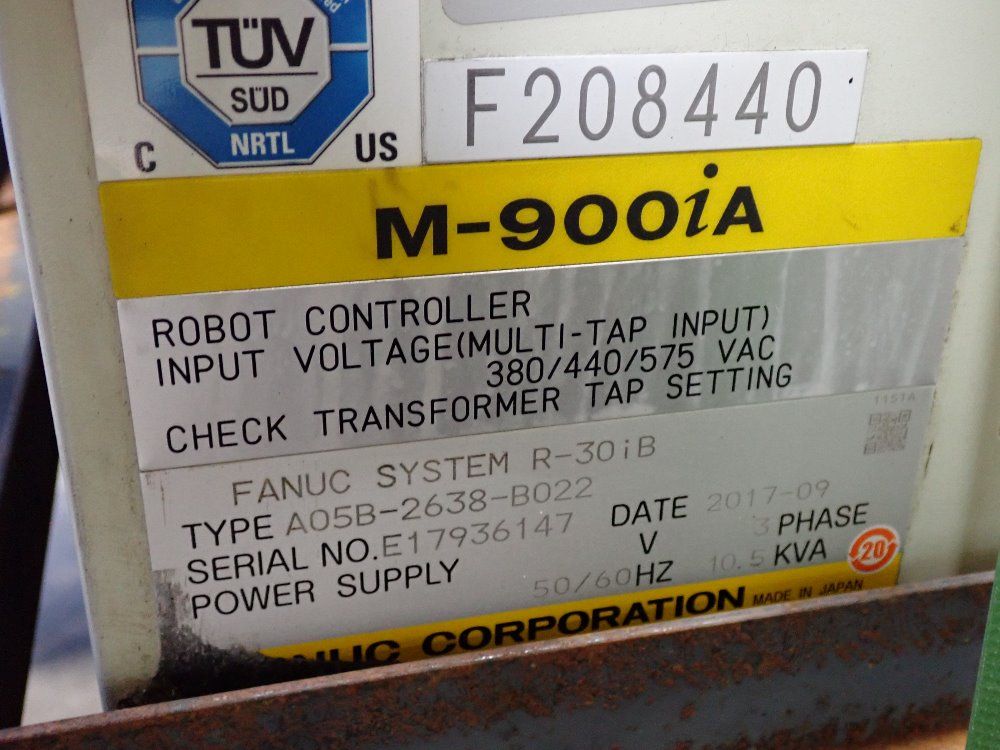 TÜV
SÜD
NRTL
C US
F208440
M-900iA
ROBOT CONTROLLER
INPUT VOLTAGE(MULTI-TAP INPUT)
380/440/575 VAC
CHECK TRANSFORMER TAP SETTING
11STA
FANUC SYSTEM R-30iB
TYPE A05B-2638-B022
SERIAL NO.E17936147 DATE 2017-09
POWER SUPPLY V 3 PHASE
50/60HZ 10.5KVA
20
CORPORATION MADE IN JAPAN